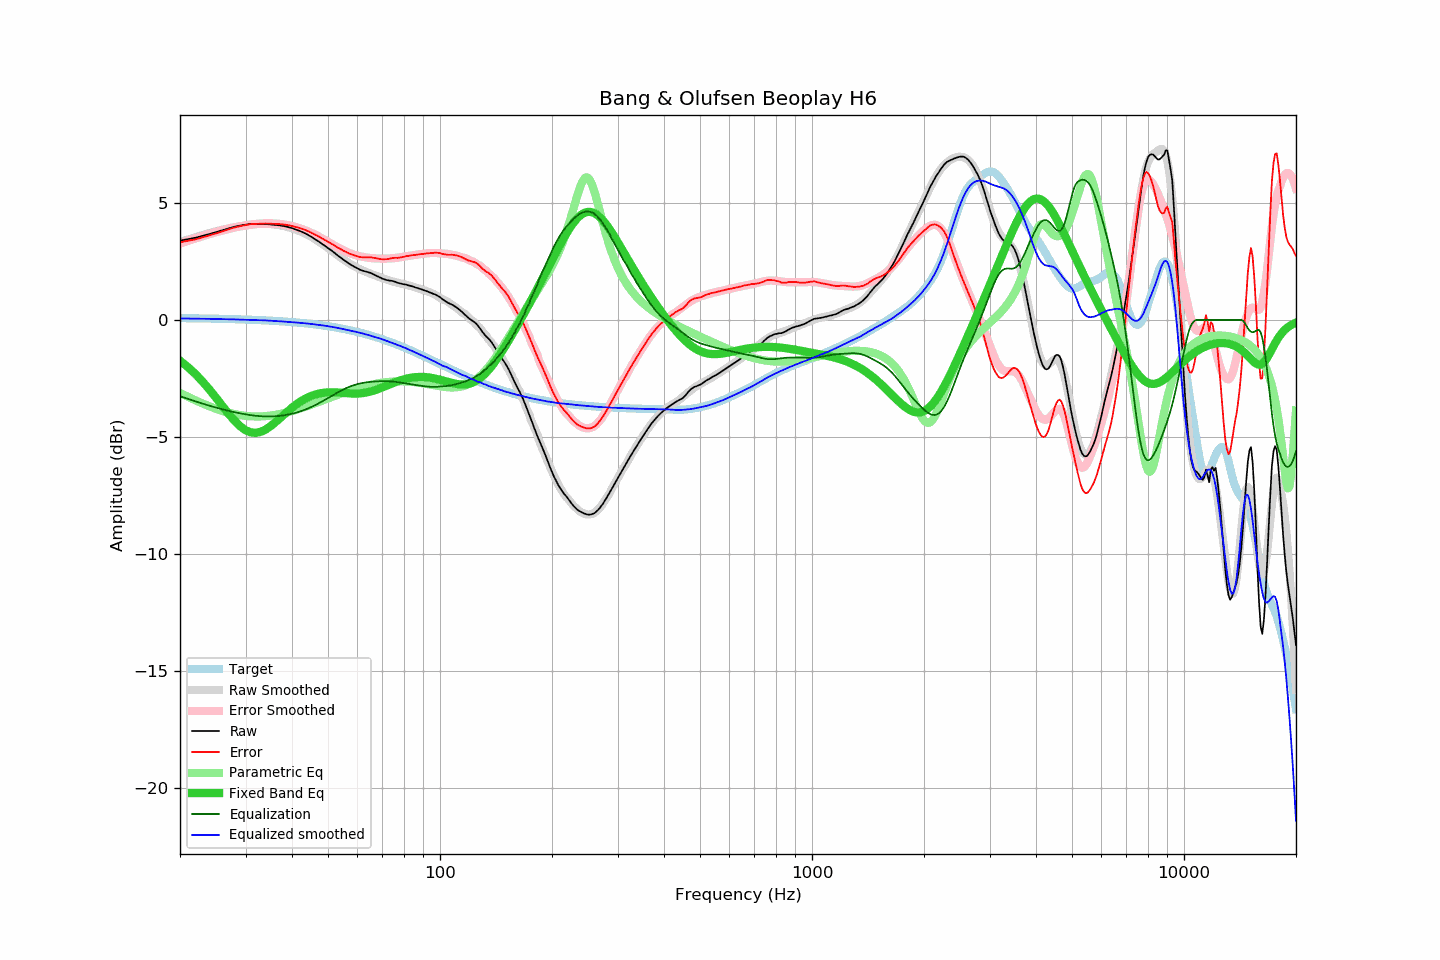 Bang & Olufsen Beoplay H6
5
0
−5
−10
−15
−20
Amplitude (dBr)
Target
Raw Smoothed
Error Smoothed
Raw
Error
Parametric Eq
Fixed Band Eq
Equalization
Equalized smoothed
100
1000
10000
Frequency (Hz)